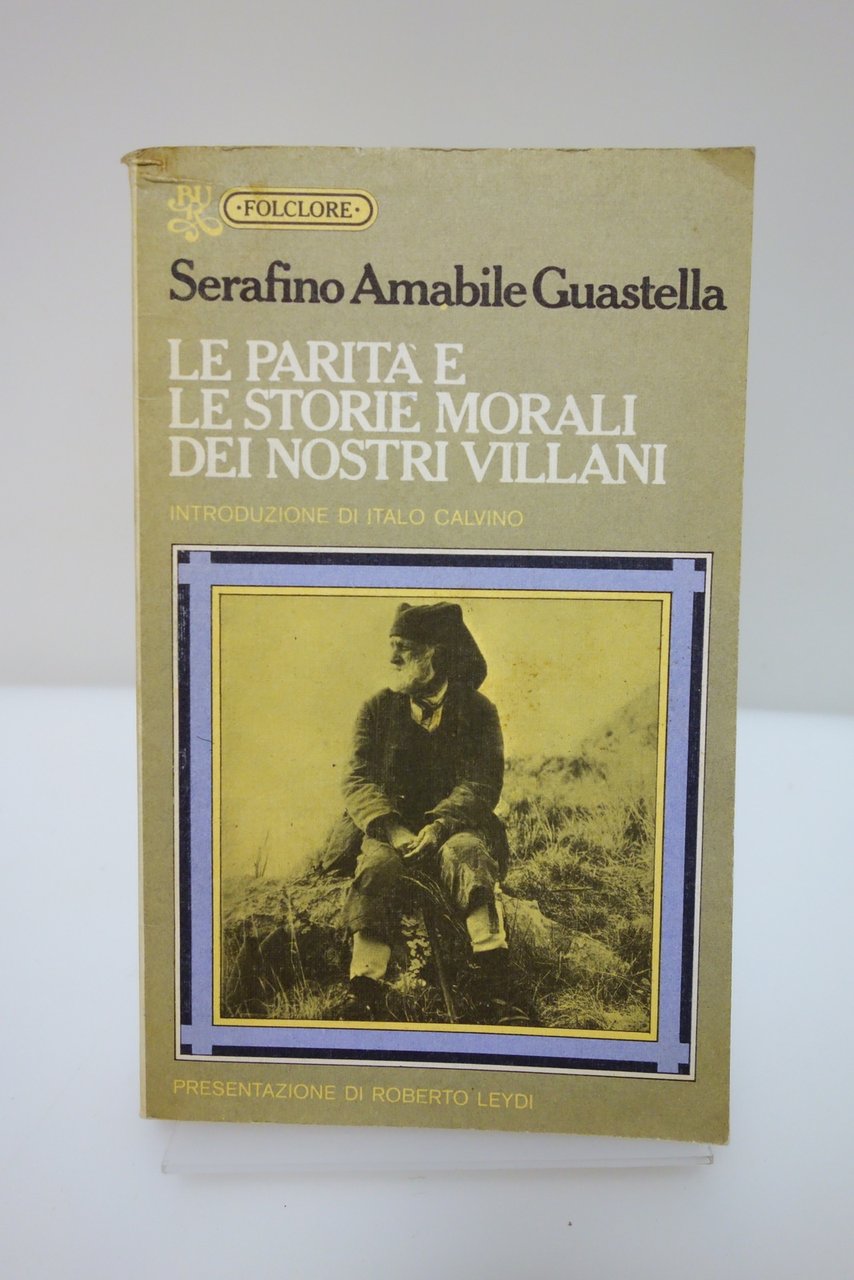 BUR
·FOLCLORE·
Serafino Amabile Guastella
LE PARITÀ E
LE STORIE MORALI
DEI NOSTRI VILLANI
INTRODUZIONE DI ITALO CALVINO
PRESENTAZIONE DI ROBERTO LEYDI